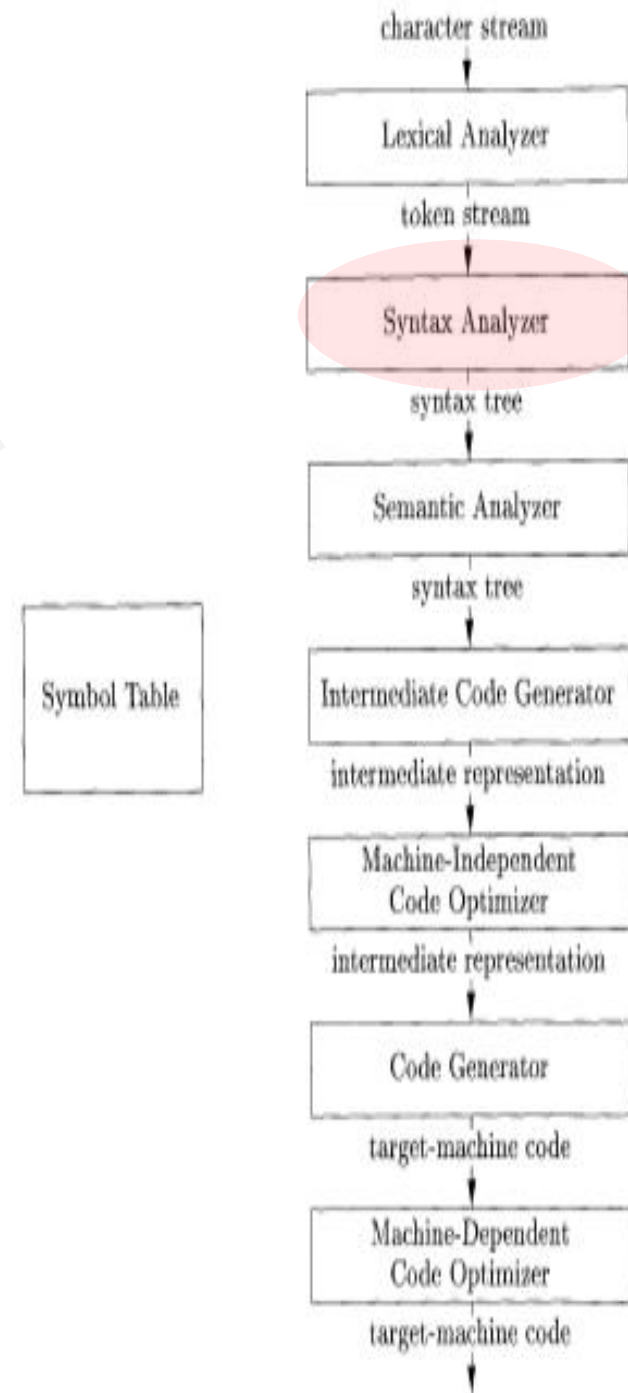 character stream
Lexical Analyzer
token stream
Syntax Analyzer
syntax tree
Semantic Analyzer
syntax tree
Symbol Table
Intermediate Code Generator
intermediate representation
Machine-Independent
Code Optimizer
intermediate representation
Code Generator
target-machine code
Machine-Dependent
Code Optimizer
target-machine code